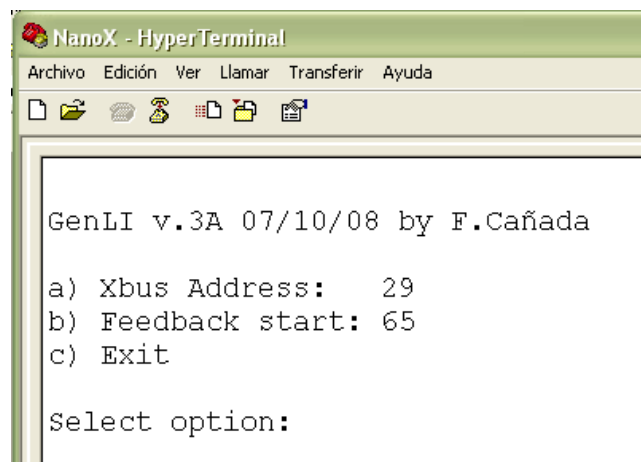 NanoX - HyperTerminal
Archivo Edición Ver Llamar Transferir Ayuda
GenLI v.3A 07/10/08 by F.Cañada
a) Xbus Address: 29
b) Feedback start: 65
c) Exit
Select option: